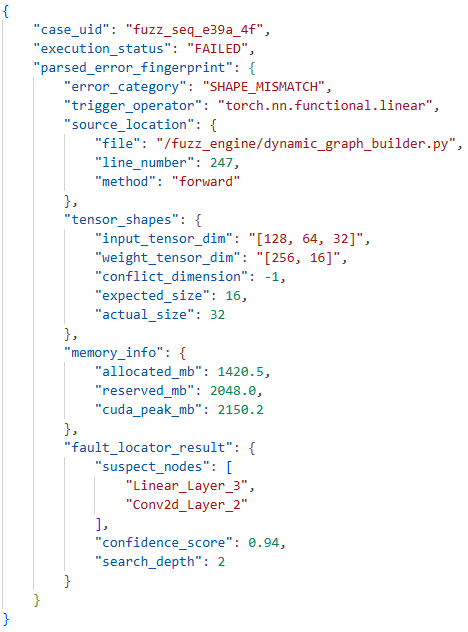 {
    "case_uid": "fuzz_seq_e39a_4f",
    "execution_status": "FAILED",
    "parsed_error_fingerprint": {
        "error_category": "SHAPE_MISMATCH",
        "trigger_operator": "torch.nn.functional.linear",
        "source_location": {
            "file": "/fuzz_engine/dynamic_graph_builder.py",
            "line_number": 247,
            "method": "forward"
        },
        "tensor_shapes": {
            "input_tensor_dim": "[128, 64, 32]",
            "weight_tensor_dim": "[256, 16]",
            "conflict_dimension": -1,
            "expected_size": 16,
            "actual_size": 32
        },
        "memory_info": {
            "allocated_mb": 1420.5,
            "reserved_mb": 2048.0,
            "cuda_peak_mb": 2150.2
        },
        "fault_locator_result": {
            "suspect_nodes": [
                "Linear_Layer_3",
                "Conv2d_Layer_2"
            ],
            "confidence_score": 0.94,
            "search_depth": 2
        }
    }
}